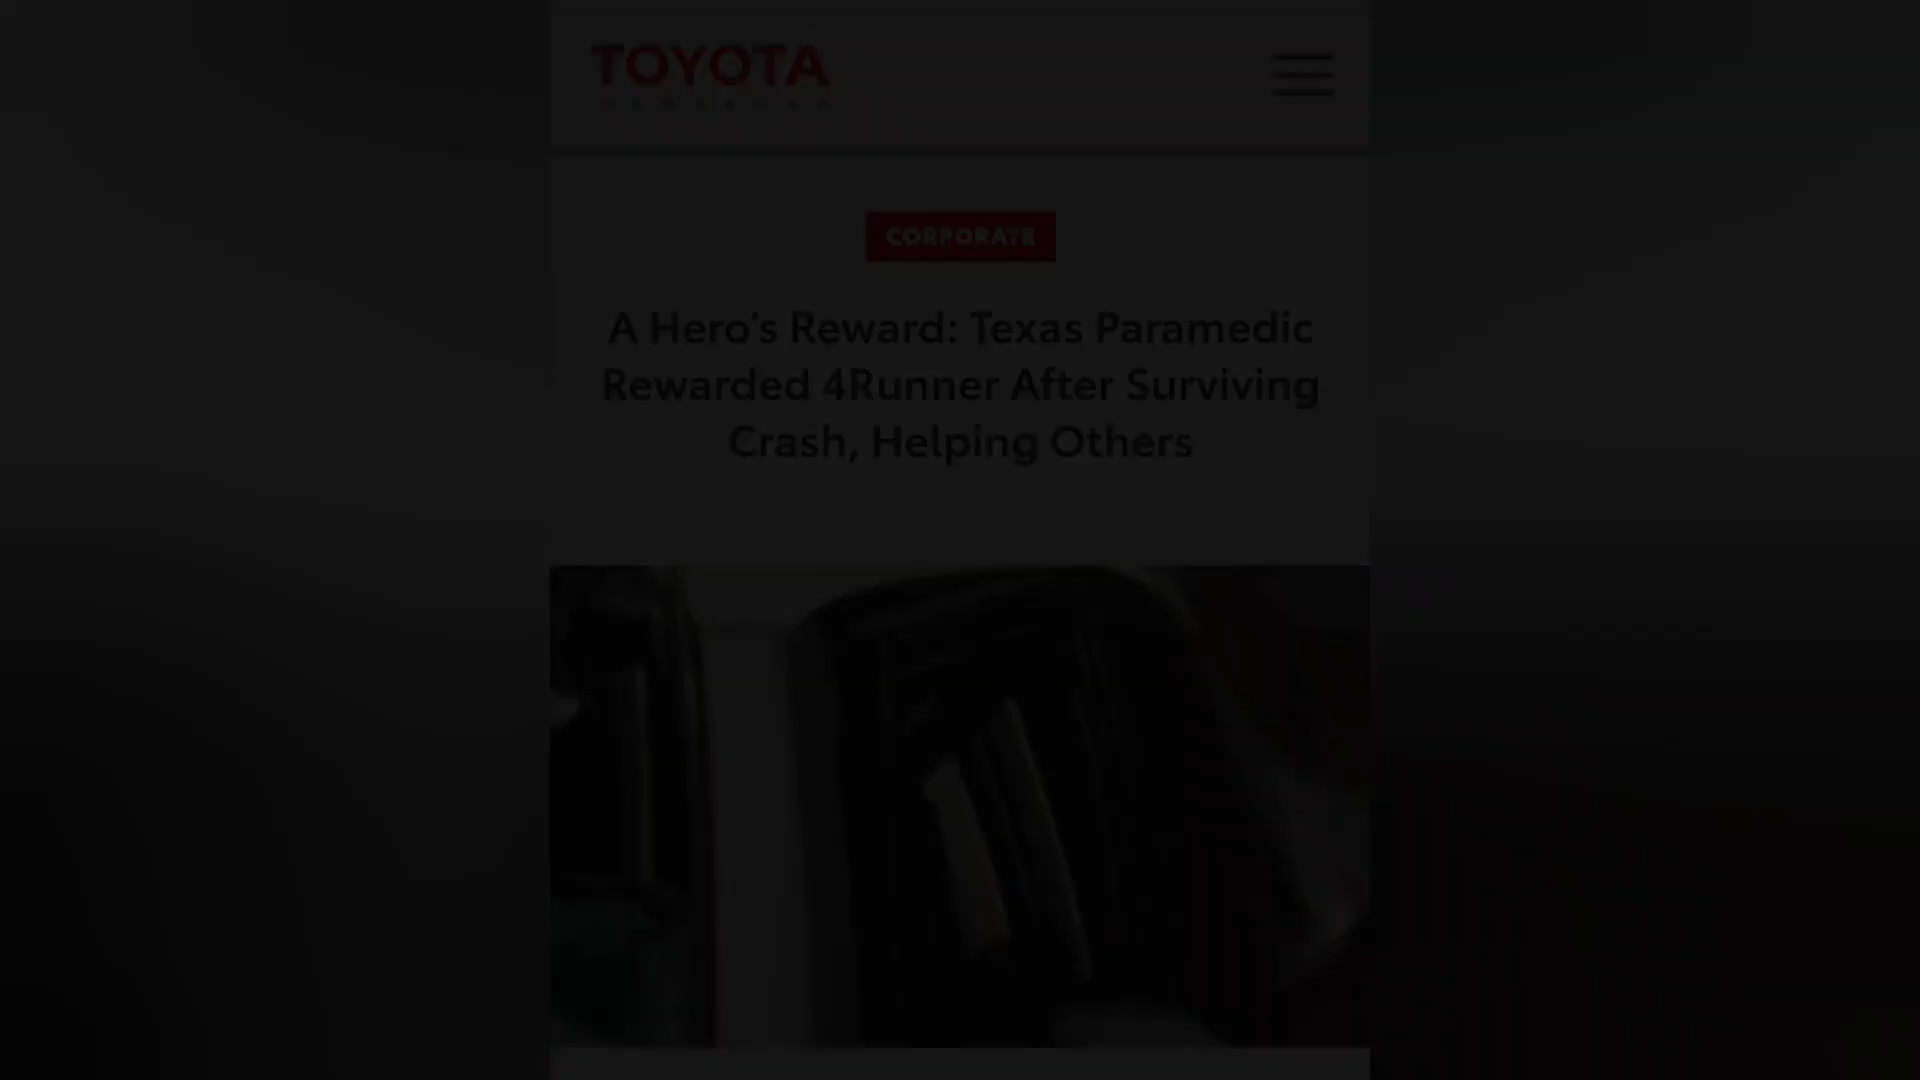 TOYOTA
CORPORATE
A Hero's Reward: Texas Paramedic
Rewarded 4Runner After Surviving
Crash, Helping Others